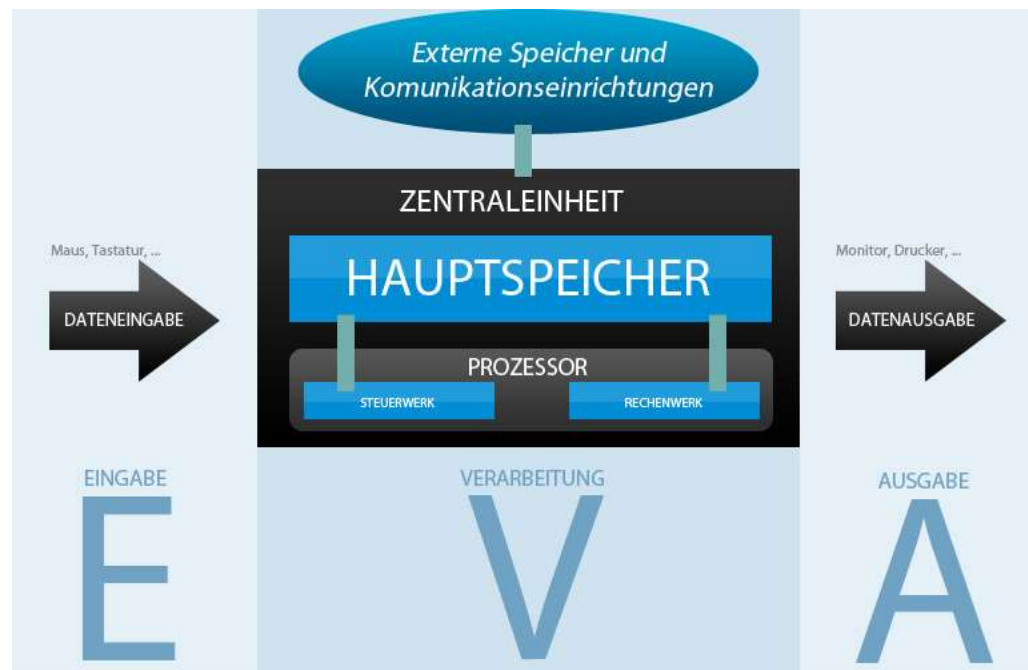 Externe Speicher und
Komunikationseinrichtungen
ZENTRALEINHEIT
HAUPTSPEICHER
PROZESSOR
STEUERWERK
RECHENWERK
Maus, Tastatur, ...
DATENEINGABE
Monitor, Drucker, ...
DATENAUSGABE
EINGABE
E
VERARBEITUNG
V
AUSGABE
A